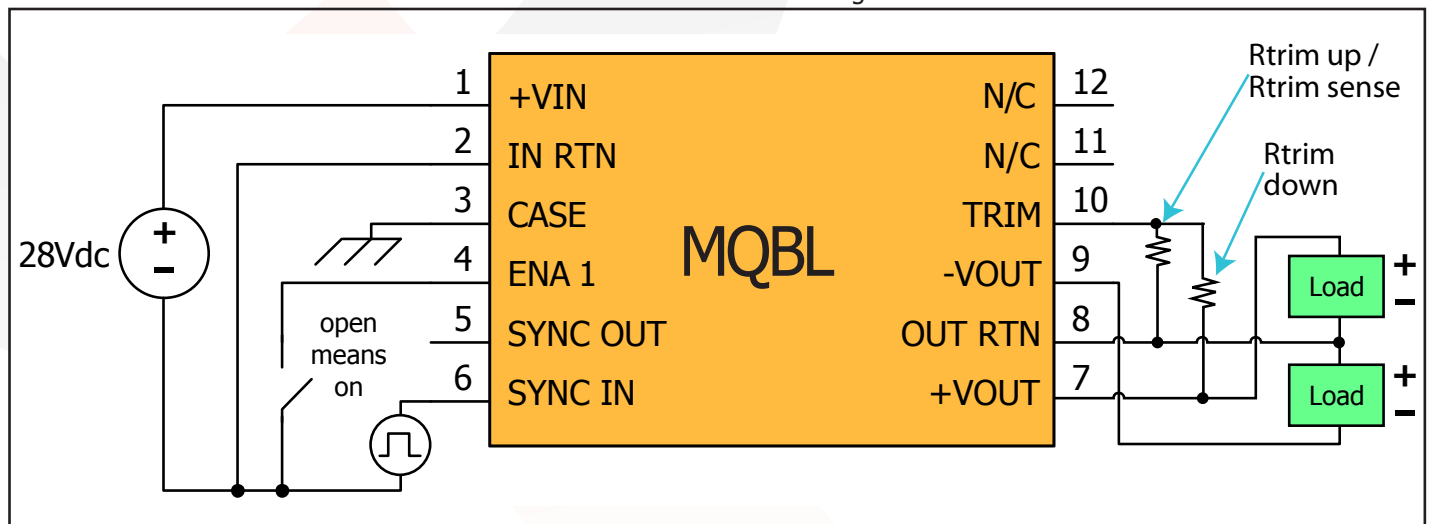 1
+VIN
2
IN RTN
3
CASE
4
ENA 1
5
SYNC OUT
6
SYNC IN
MQBL
N/C
12
N/C
11
TRIM
10
-VOUT
9
OUT RTN
8
+VOUT
7
28Vdc
+
-
open
means
on
Rtrim up /
Rtrim sense
Rtrim
down
Load
+
-
Load
+
-